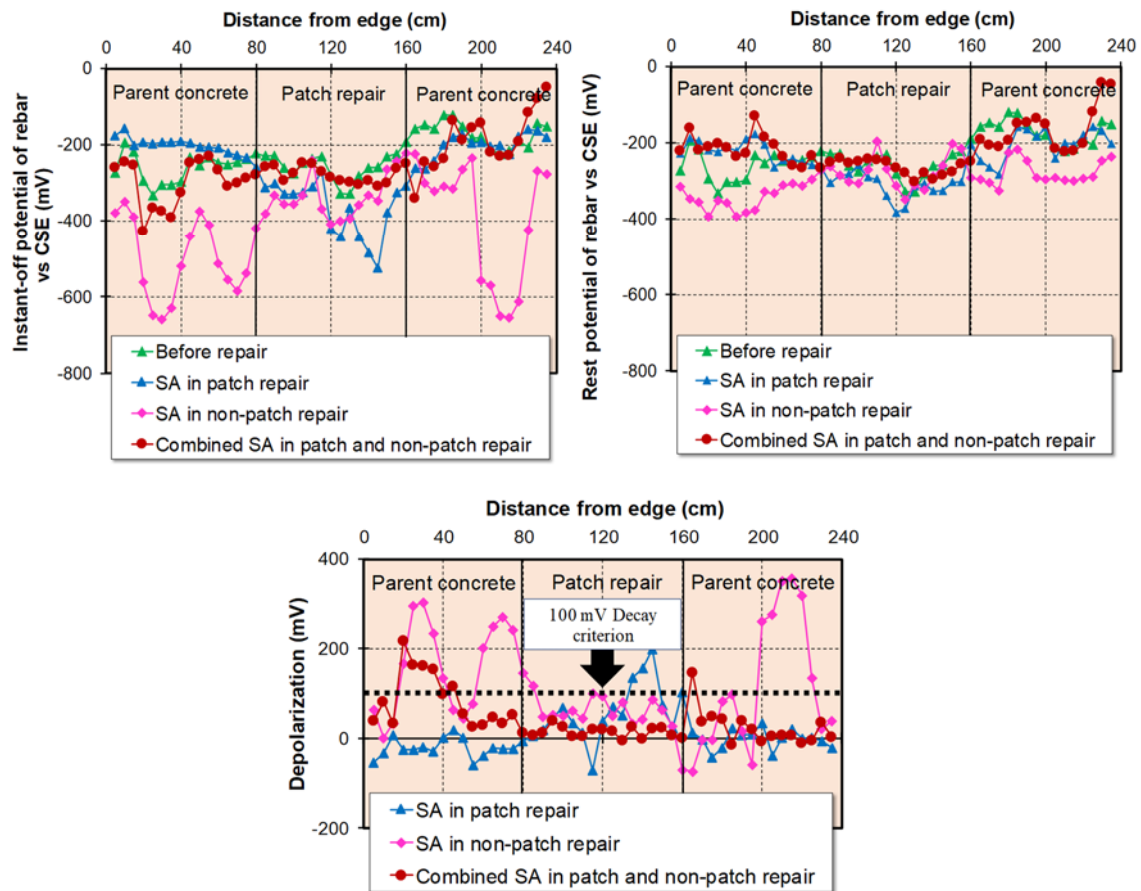 Distance from edge (cm)
0 40 80 120 160 200 240
0
-200
-400
-600
-800
Instant-off potential of rebar
vs CSE (mV)
Parent concrete Patch repair Parent concrete
Before repair
SA in patch repair
SA in non-patch repair
Combined SA in patch and non-patch repair
Distance from edge (cm)
0 40 80 120 160 200 240
0
-200
-400
-600
-800
Rest potential of rebar vs CSE (mV)
Parent concrete Patch repair Parent concrete
Before repair
SA in patch repair
SA in non-patch repair
Combined SA in patch and non-patch repair
Distance from edge (cm)
0 40 80 120 160 200 240
400
200
0
-200
Depolarization (mV)
Parent concrete Patch repair Parent concrete
100 mV Decay
criterion
SA in patch repair
SA in non-patch repair
Combined SA in patch and non-patch repair